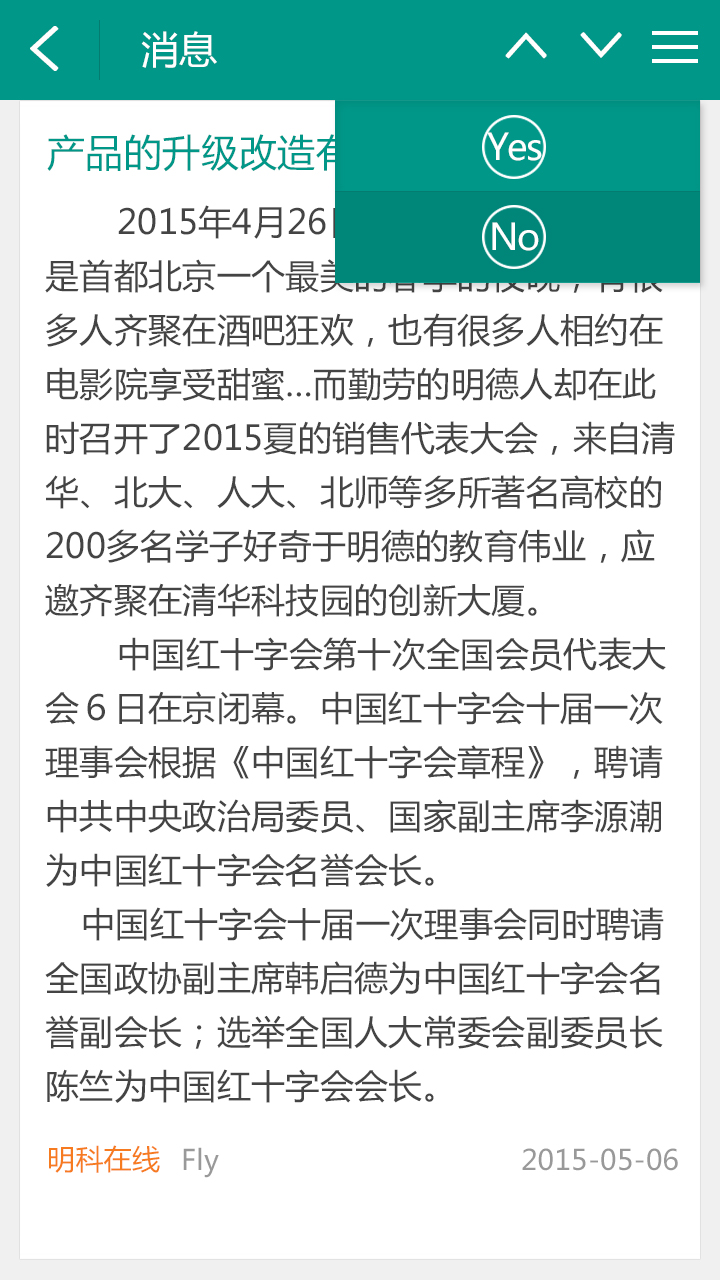 消息
Yes
No
产品的升级改造
2015年4月26
是首都北京一个最美的春季的夜晚，有很
多人齐聚在酒吧狂欢，也有很多人相约在
电影院享受甜蜜...而勤劳的明德人却在此
时召开了2015夏的销售代表大会，来自清
华、北大、人大、北师等多所著名高校的
200多名学子好奇于明德的教育伟业，应
邀齐聚在清华科技园的创新大厦。
中国红十字会第十次全国会员代表大
会６日在京闭幕。中国红十字会十届一次
理事会根据《中国红十字会章程》，聘请
中共中央政治局委员、国家副主席李源潮
为中国红十字会名誉会长。
中国红十字会十届一次理事会同时聘请
全国政协副主席韩启德为中国红十字会名
誉副会长；选举全国人大常委会副委员长
陈竺为中国红十字会会长。
明科在线 Fly 2015-05-06